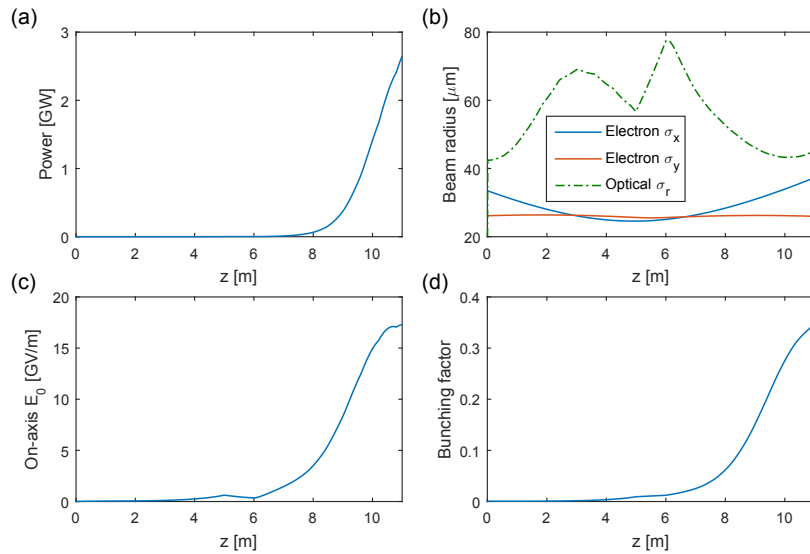 (a)
3
2
1
0
Power [GW]
0 2 4 6 8 10
z [m]
(b)
80
60
40
20
Beam radius [μm]
Electron σx
Electron σy
Optical σr
0 2 4 6 8 10
z [m]
(c)
20
15
10
5
0
On-axis E0 [GV/m]
0 2 4 6 8 10
z [m]
(d)
0.4
0.3
0.2
0.1
0
Bunching factor
0 2 4 6 8 10
z [m]